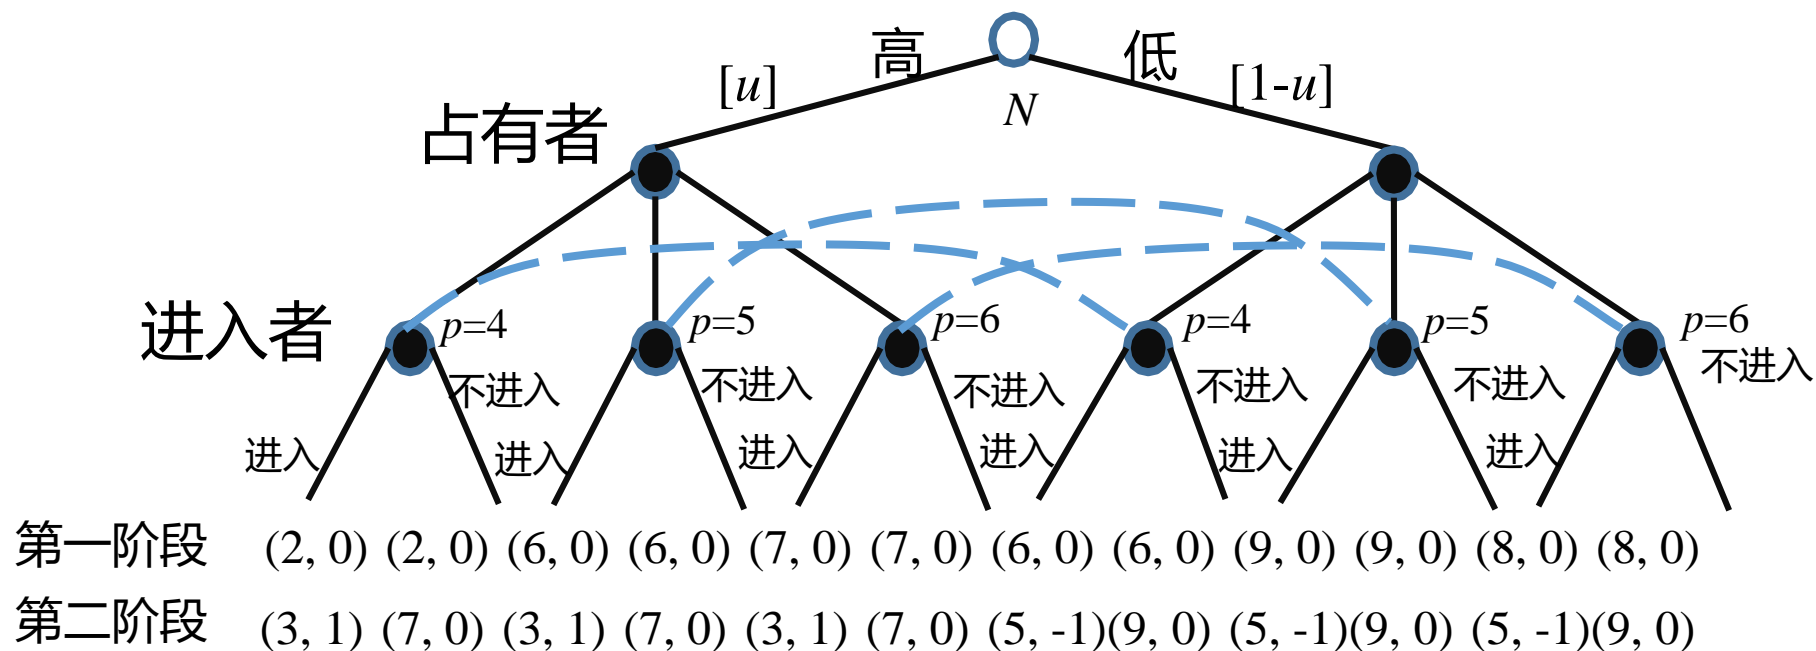 高 低
[u] [1-u]
N
占有者
进入者 p=4 p=5 p=6 p=4 p=5 p=6
不进入 不进入 不进入 不进入 不进入 不进入
进入 进入 进入 进入 进入 进入
第一阶段 (2, 0) (2, 0) (6, 0) (6, 0) (7, 0) (7, 0) (6, 0) (6, 0) (9, 0) (9, 0) (8, 0) (8, 0)
第二阶段 (3, 1) (7, 0) (3, 1) (7, 0) (3, 1) (7, 0) (5, -1)(9, 0) (5, -1)(9, 0) (5, -1)(9, 0)